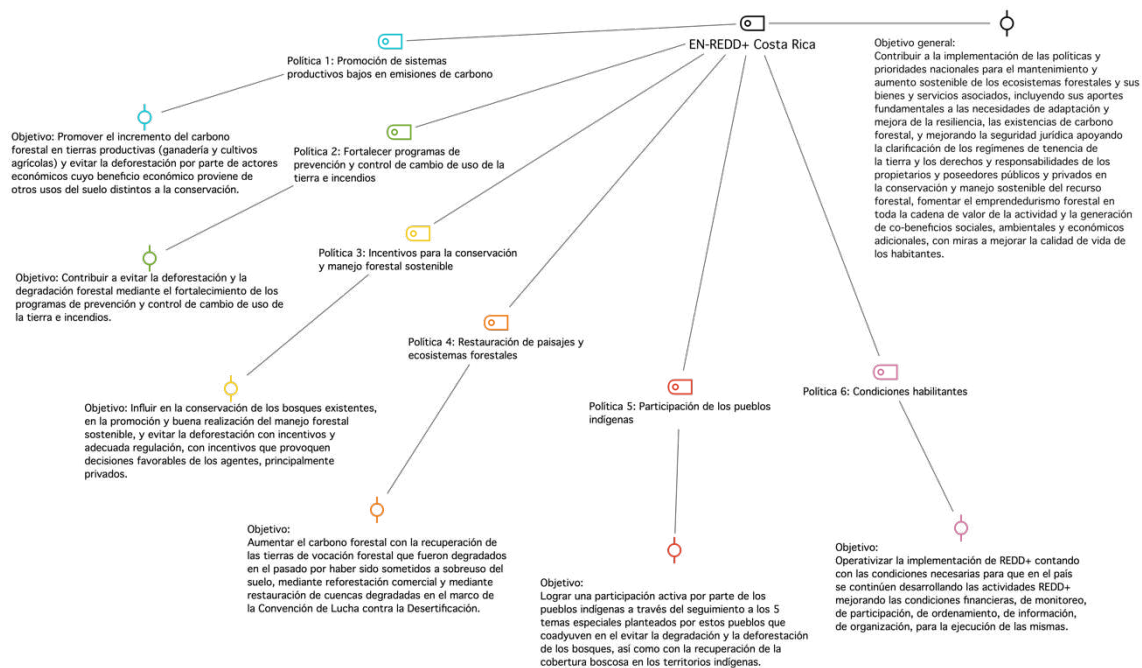 EN-REDD+ Costa Rica
Objetivo general:
Contribuir a la implementación de las políticas y
prioridades nacionales para el mantenimiento y
aumento sostenible de los ecosistemas forestales y sus
bienes y servicios asociados, incluyendo sus aportes
fundamentales a las necesidades de adaptación y
mejora de la resiliencia, las existencias de carbono
forestal, y mejorando la seguridad jurídica apoyando
la clarificación de los regímenes de tenencia de
la tierra y los derechos y responsabilidades de los
propietarios y poseedores públicos y privados en
la conservación y manejo sostenible del recurso
forestal, fomentar el emprendedurismo forestal en
toda la cadena de valor de la actividad y la generación
de co-beneficios sociales, ambientales y económicos
adicionales, con miras a mejorar la calidad de vida de
los habitantes.
Política 1: Promoción de sistemas
productivos bajos en emisiones de carbono
Objetivo: Promover el incremento del carbono
forestal en tierras productivas (ganadería y cultivos
agrícolas) y evitar la deforestación por parte de actores
económicos cuyo beneficio económico proviene de
otros usos del suelo distintos a la conservación.
Política 2: Fortalecer programas de
prevención y control de cambio de uso de la
tierra e incendios
Objetivo: Contribuir a evitar la deforestación y la
degradación forestal mediante el fortalecimiento de los
programas de prevención y control de cambio de uso de
la tierra e incendios.
Política 3: Incentivos para la conservación
y manejo forestal sostenible
Objetivo: Influir en la conservación de los bosques existentes,
en la promoción y buena realización del manejo forestal
sostenible, y evitar la deforestación con incentivos y
adecuada regulación, con incentivos que provoquen
decisiones favorables de los agentes, principalmente
privados.
Política 4: Restauración de paisajes y
ecosistemas forestales
Objetivo:
Aumentar el carbono forestal con la recuperación de
las tierras de vocación forestal que fueron degradados
en el pasado por haber sido sometidos a sobreuso del
suelo, mediante reforestación comercial y mediante
restauración de cuencas degradadas en el marco de
la Convención de Lucha contra la Desertificación.
Política 5: Participación de los pueblos
indígenas
Objetivo:
Lograr una participación activa por parte de los
pueblos indígenas a través del seguimiento a los 5
temas especiales planteados por estos pueblos que
coadyuven en el evitar la degradación y la deforestación
de los bosques, así como con la recuperación de la
cobertura boscosa en los territorios indígenas.
Política 6: Condiciones habilitantes
Objetivo:
Operativizar la implementación de REDD+ contando
con las condiciones necesarias para que en el país
se continúen desarrollando las actividades REDD+
mejorando las condiciones financieras, de monitoreo,
de participación, de ordenamiento, de información,
de organización, para la ejecución de las mismas.